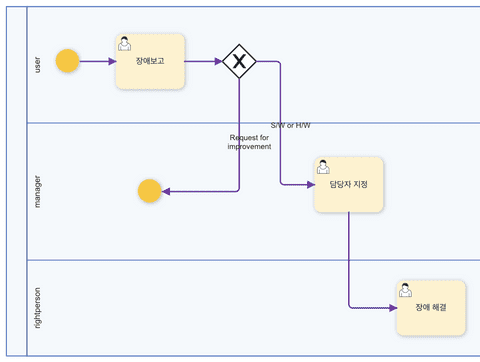 user
장애보고
X
S/W or H/W
Request for
improvement
manager
담당자 지정
rightperson
장애 해결